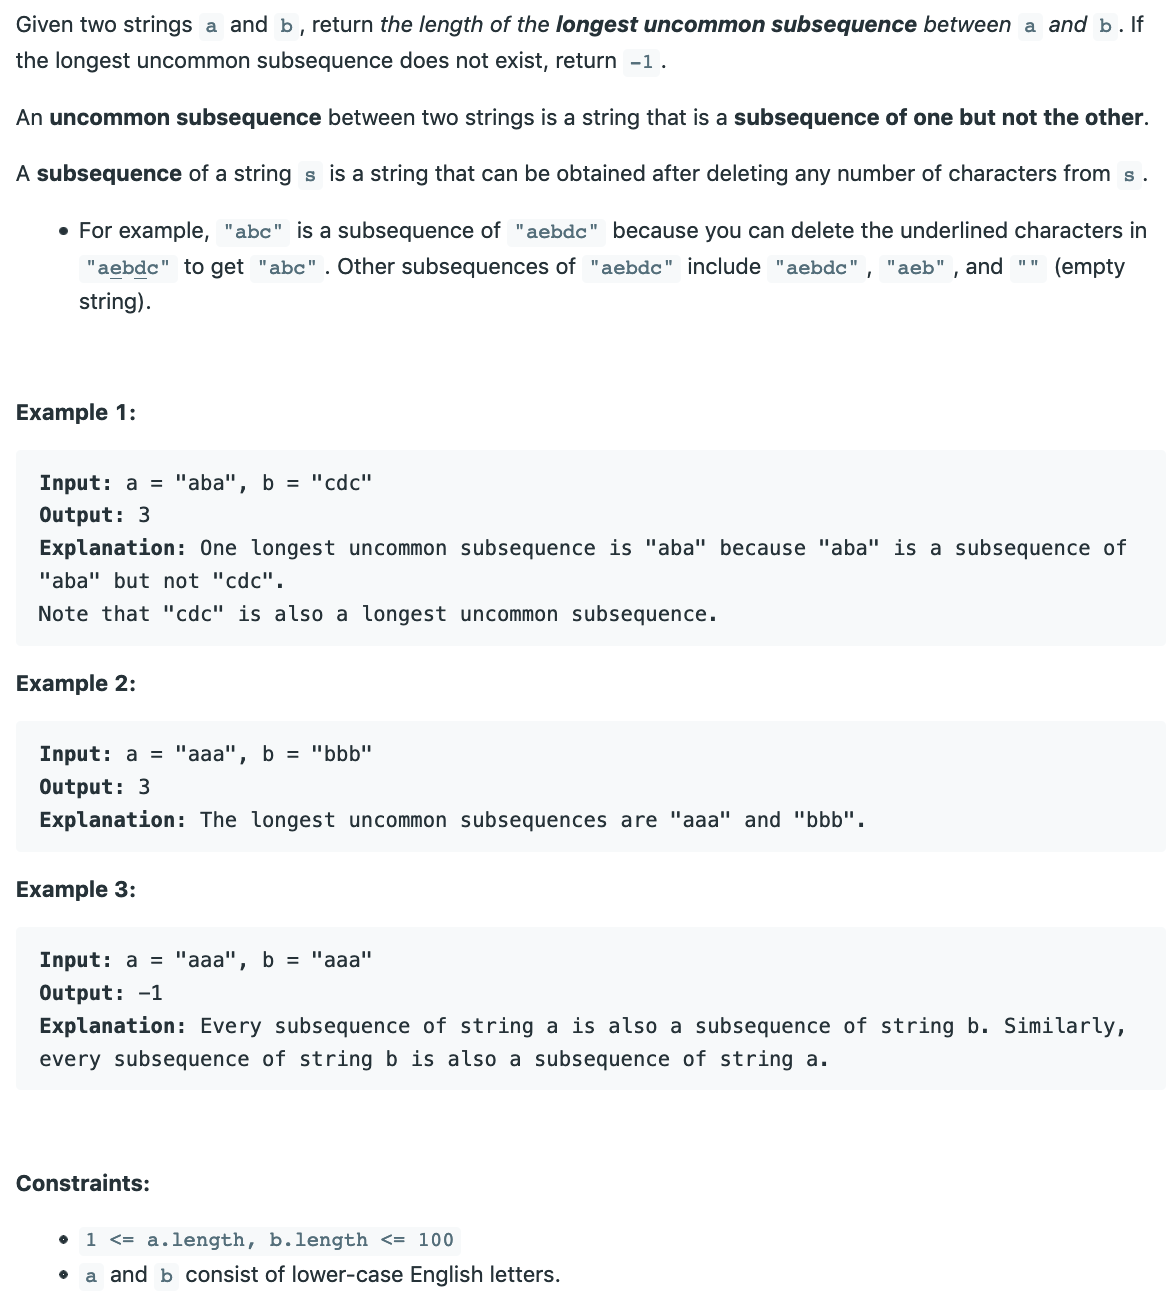 Given two strings a and b, return the length of the longest uncommon subsequence between a and b. If
the longest uncommon subsequence does not exist, return -1.
An uncommon subsequence between two strings is a string that is a subsequence of one but not the other.
A subsequence of a string s is a string that can be obtained after deleting any number of characters from s.
• For example, "abc" is a subsequence of "aebdc" because you can delete the underlined characters in
"aebdc" to get "abc". Other subsequences of "aebdc" include "aebdc", "aeb", and "" (empty
string).
Example 1:
Input: a = "aba", b = "cdc"
Output: 3
Explanation: One longest uncommon subsequence is "aba" because "aba" is a subsequence of
"aba" but not "cdc".
Note that "cdc" is also a longest uncommon subsequence.
Example 2:
Input: a = "aaa", b = "bbb"
Output: 3
Explanation: The longest uncommon subsequences are "aaa" and "bbb".
Example 3:
Input: a = "aaa", b = "aaa"
Output: -1
Explanation: Every subsequence of string a is also a subsequence of string b. Similarly,
every subsequence of string b is also a subsequence of string a.
Constraints:
• 1 <= a.length, b.length <= 100
• a and b consist of lower-case English letters.